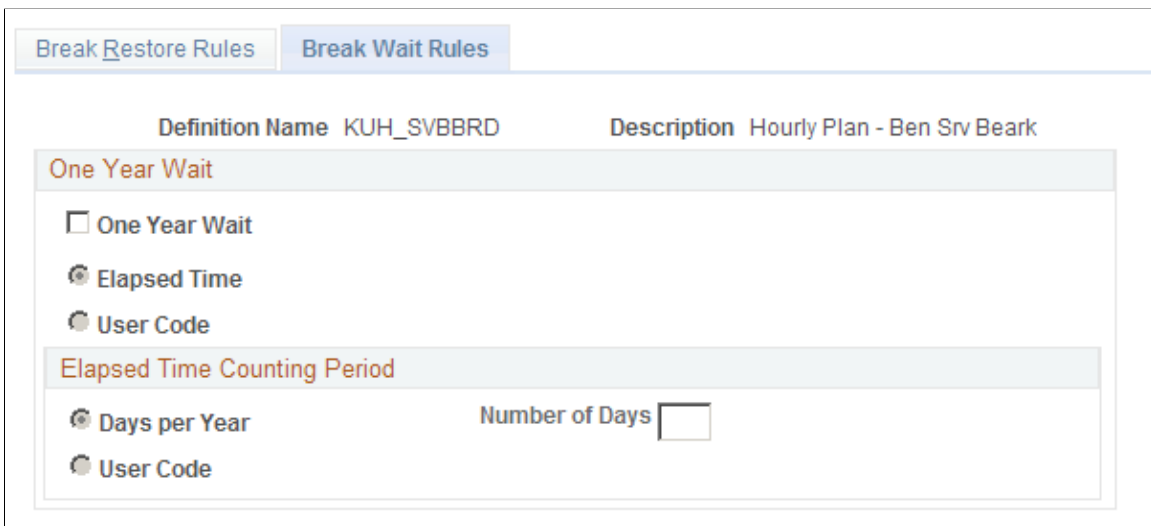 Break Restore Rules Break Wait Rules
Definition Name KUH_SVBBRD Description Hourly Plan - Ben Srv Beark
One Year Wait
One Year Wait
Elapsed Time
User Code
Elapsed Time Counting Period
Days per Year Number of Days
User Code